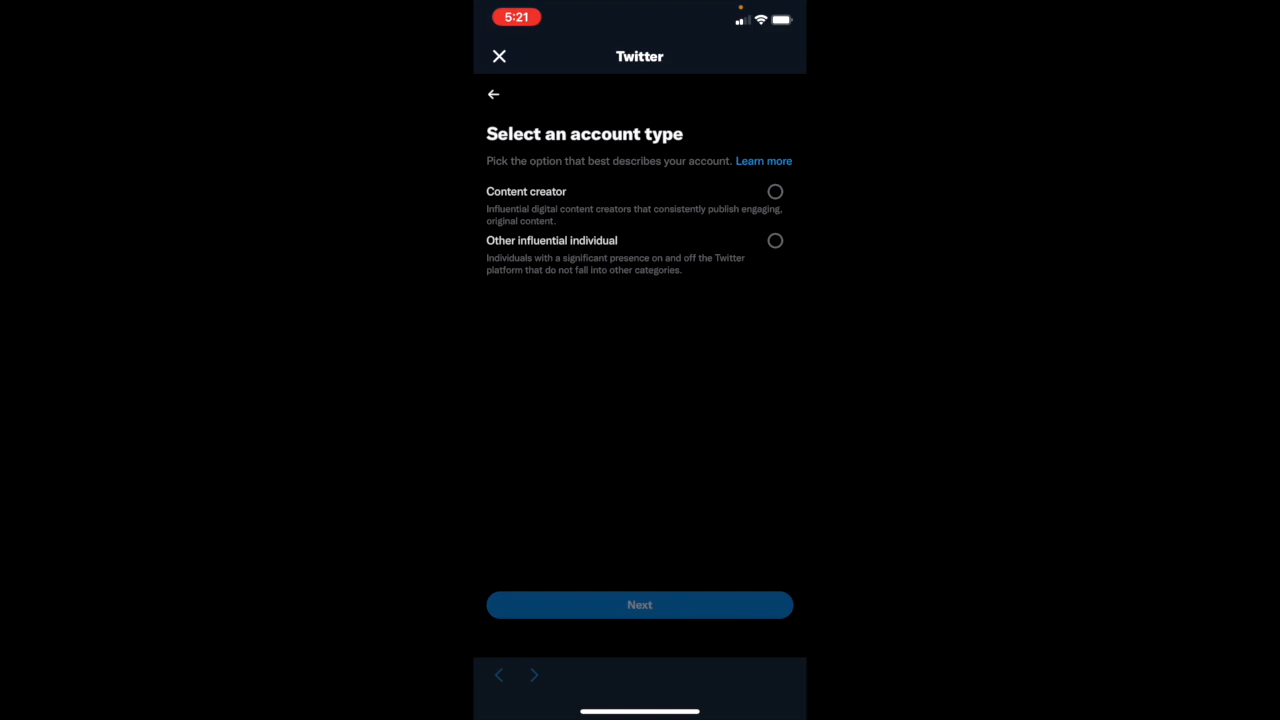 5:21
Twitter
Select an account type
Pick the option that best describes your account. Learn more
Content creator
Influential digital content creators that consistently publish engaging,
original content.
Other influential individual
Individuals with a significant presence on and off the Twitter
platform that do not fall into other categories.
Next